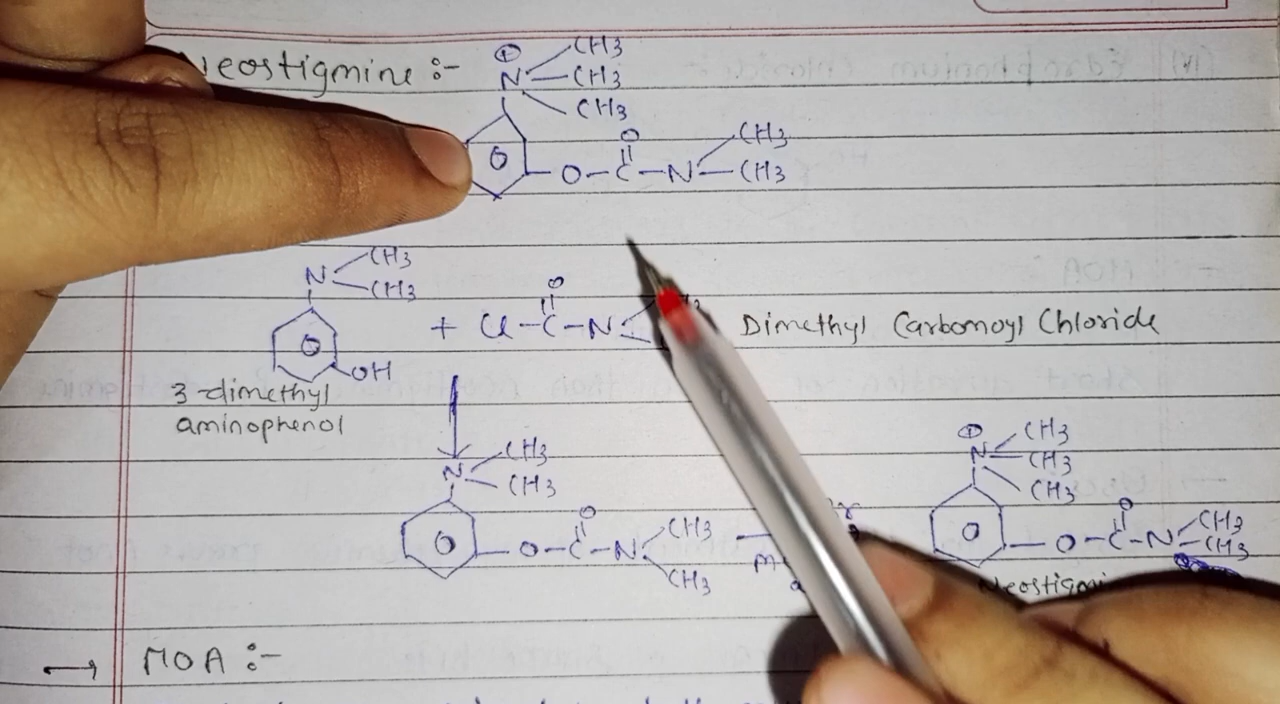 Neostigmine :-
⊕
N CH3
CH3
CH3
O
O-C-N CH3
CH3
N CH3
CH3
OH
+ Cl-C-N
O
Dimethyl Carbomoyl Chloride
3-dimethyl
aminophenol
N CH3
CH3
O
O-C-N CH3
CH3
⊕
N CH3
CH3
CH3
O
O-C-N CH3
CH3
→ MOA :-